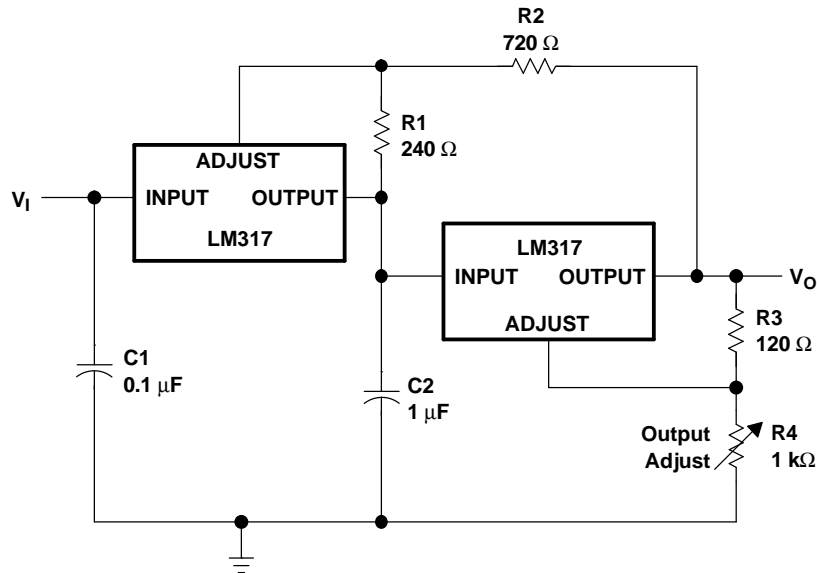 R2
720 Ω
R1
240 Ω
ADJUST
V_I
INPUT OUTPUT
LM317
LM317
INPUT OUTPUT
ADJUST
V_O
R3
120 Ω
C1
0.1 μF
C2
1 μF
Output
Adjust
R4
1 kΩ